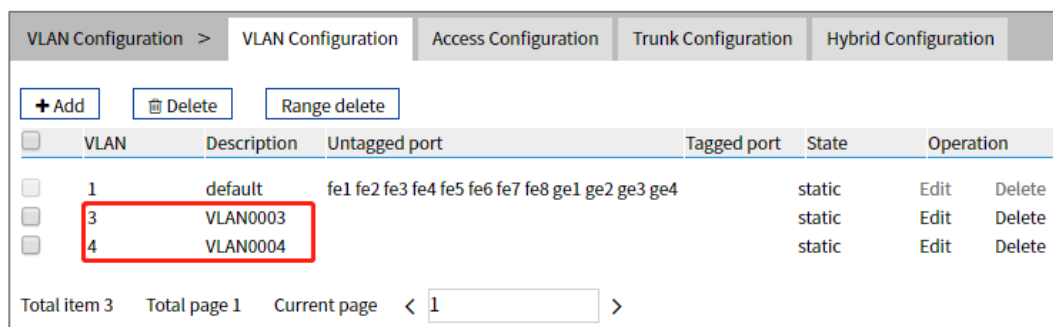 VLAN Configuration > VLAN Configuration Access Configuration Trunk Configuration Hybrid Configuration
+ Add Delete Range delete
VLAN Description Untagged port Tagged port State Operation
1 default fe1 fe2 fe3 fe4 fe5 fe6 fe7 fe8 ge1 ge2 ge3 ge4 static Edit Delete
3 VLAN0003 static Edit Delete
4 VLAN0004 static Edit Delete
Total item 3 Total page 1 Current page < 1 >